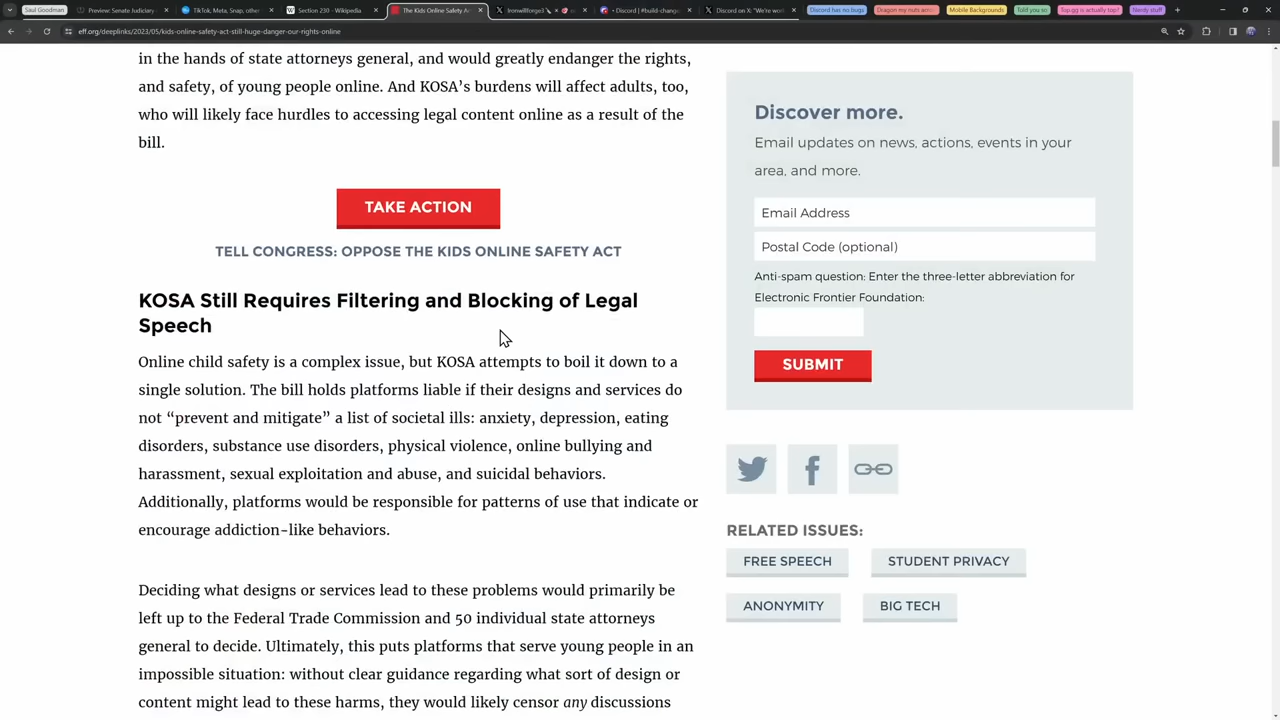 Saul Goodman
Preview: Senate Judiciary
TikTok, Meta, Snap, other
Section 230 - Wikipedia
The Kids Online Safety A
Ironwillforge3
Discord | #build-chang
Discord on X: "We're wo
Discord has no bugs
Dragon my nuts
Mobile Backgrounds
Told you so
Top.gg is actually top!
Nerdy stuff
eff.org/deeplinks/2023/05/kids-online-safety-act-still-huge-danger-our-rights-online
in the hands of state attorneys general, and would greatly endanger the rights,
and safety, of young people online. And KOSA’s burdens will affect adults, too,
who will likely face hurdles to accessing legal content online as a result of the
bill.
TAKE ACTION
TELL CONGRESS: OPPOSE THE KIDS ONLINE SAFETY ACT
KOSA Still Requires Filtering and Blocking of Legal
Speech
Online child safety is a complex issue, but KOSA attempts to boil it down to a
single solution. The bill holds platforms liable if their designs and services do
not “prevent and mitigate” a list of societal ills: anxiety, depression, eating
disorders, substance use disorders, physical violence, online bullying and
harassment, sexual exploitation and abuse, and suicidal behaviors.
Additionally, platforms would be responsible for patterns of use that indicate or
encourage addiction-like behaviors.
Deciding what designs or services lead to these problems would primarily be
left up to the Federal Trade Commission and 50 individual state attorneys
general to decide. Ultimately, this puts platforms that serve young people in an
impossible situation: without clear guidance regarding what sort of design or
content might lead to these harms, they would likely censor any discussions
Discover more.
Email updates on news, actions, events in your
area, and more.
Email Address
Postal Code (optional)
Anti-spam question: Enter the three-letter abbreviation for
Electronic Frontier Foundation:
SUBMIT
RELATED ISSUES:
FREE SPEECH
STUDENT PRIVACY
ANONYMITY
BIG TECH